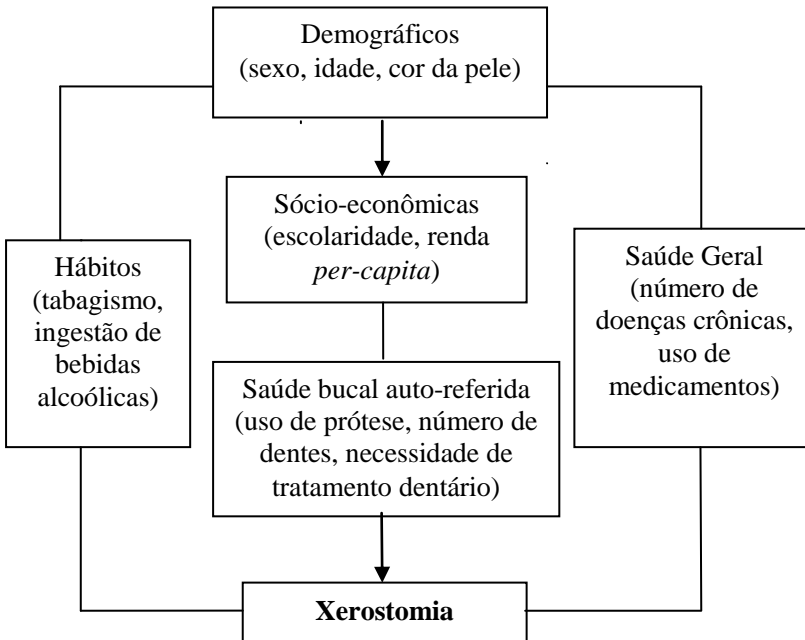 Demográficos
(sexo, idade, cor da pele)
Sócio-econômicas
(escolaridade, renda
per-capita)
Hábitos
(tabagismo,
ingestão de
bebidas
alcoólicas)
Saúde Geral
(número de
doenças crônicas,
uso de
medicamentos)
Saúde bucal auto-referida
(uso de prótese, número de
dentes, necessidade de
tratamento dentário)
Xerostomia